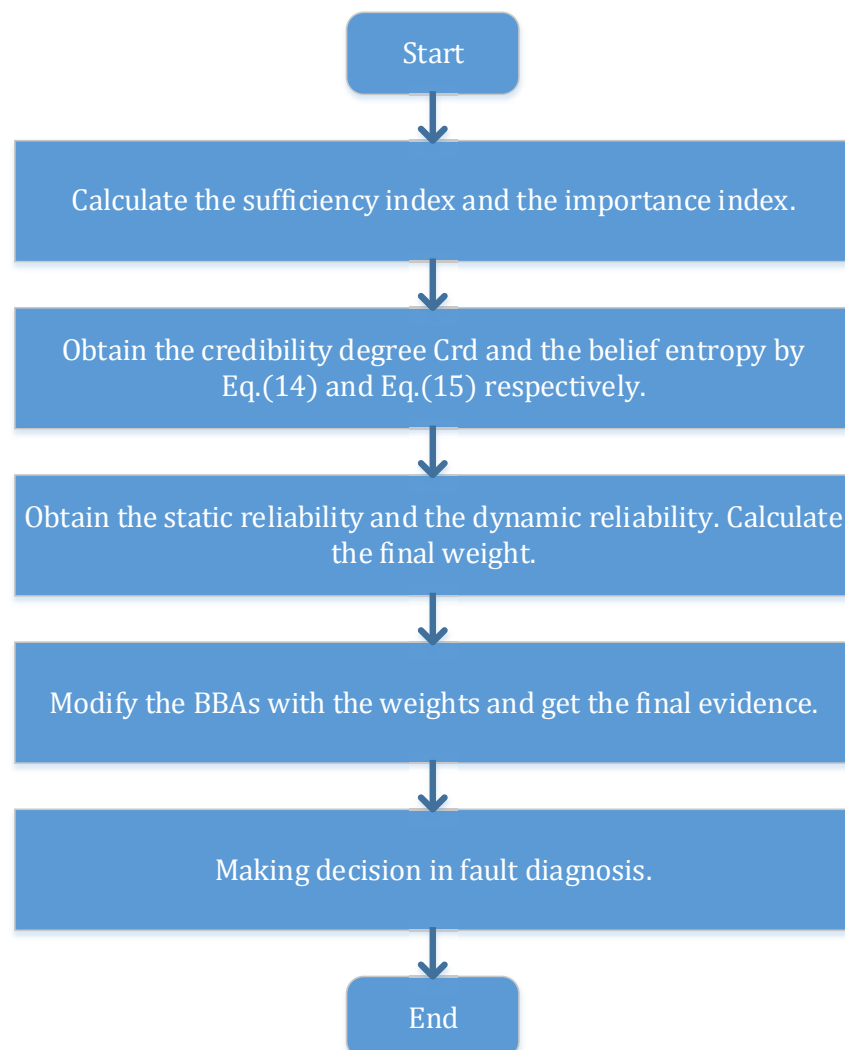 Start
Calculate the sufficiency index and the importance index.
Obtain the credibility degree Crd and the belief entropy by
Eq.(14) and Eq.(15) respectively.
Obtain the static reliability and the dynamic reliability. Calculate
the final weight.
Modify the BBAs with the weights and get the final evidence.
Making decision in fault diagnosis.
End